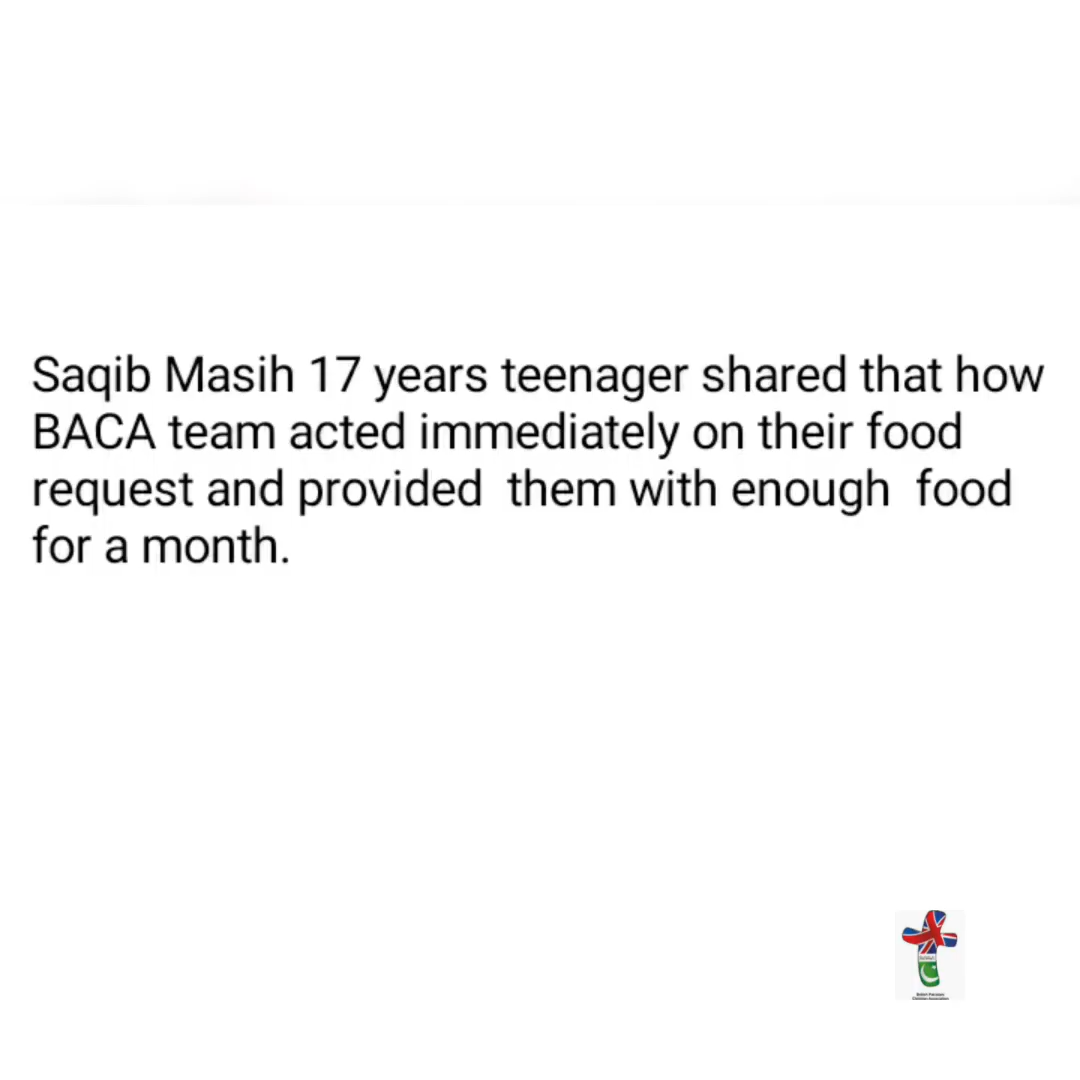 Saqib Masih 17 years teenager shared that how
BACA team acted immediately on their food
request and provided  them with enough  food
for a month.